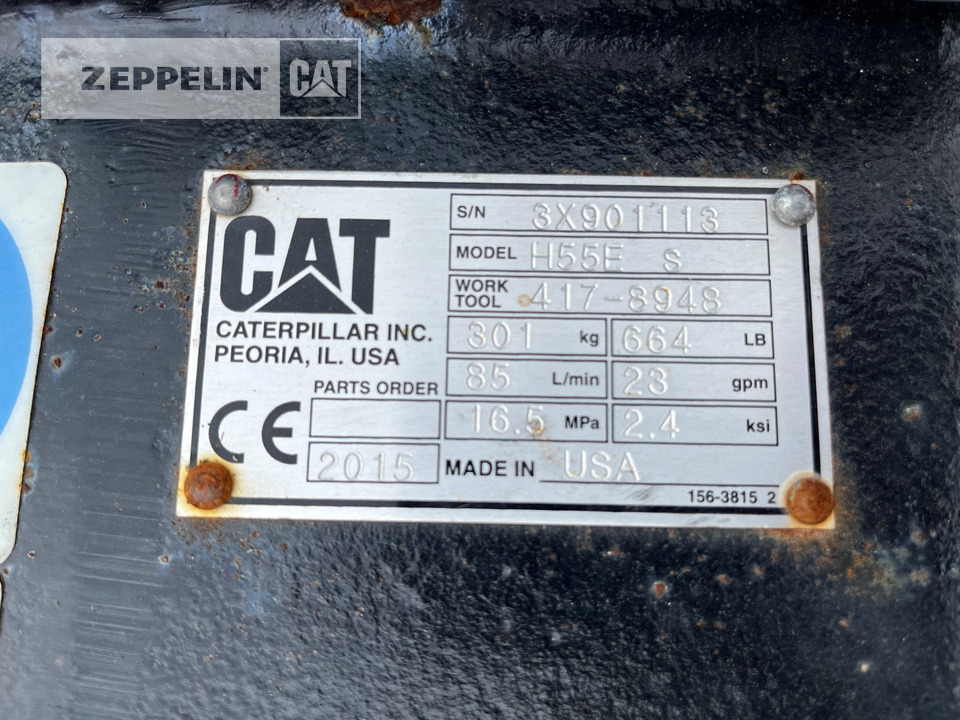 ZEPPELIN® CAT
CAT
CATERPILLAR INC.
PEORIA, IL. USA
S/N 3X901113
MODEL H55E S
WORK TOOL 417-8948
301 kg 664 LB
85 L/min 23 gpm
16.5 MPa 2.4 ksi
PARTS ORDER
CE
2015 MADE IN USA
156-3815 2